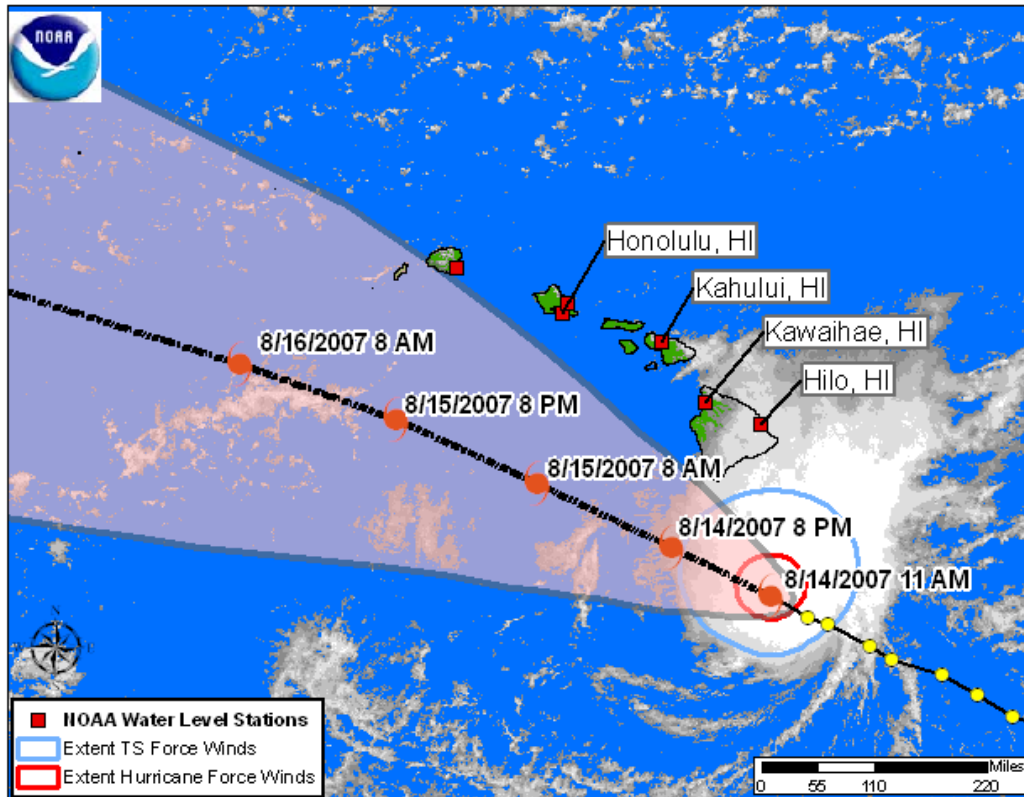 NOAA
Honolulu, HI
Kahului, HI
Kawaihae, HI
Hilo, HI
8/16/2007 8 AM
8/15/2007 8 PM
8/15/2007 8 AM
8/14/2007 8 PM
8/14/2007 11 AM
N
E
NOAA Water Level Stations
Extent TS Force Winds
Extent Hurricane Force Winds
Miles
0 55 110 220